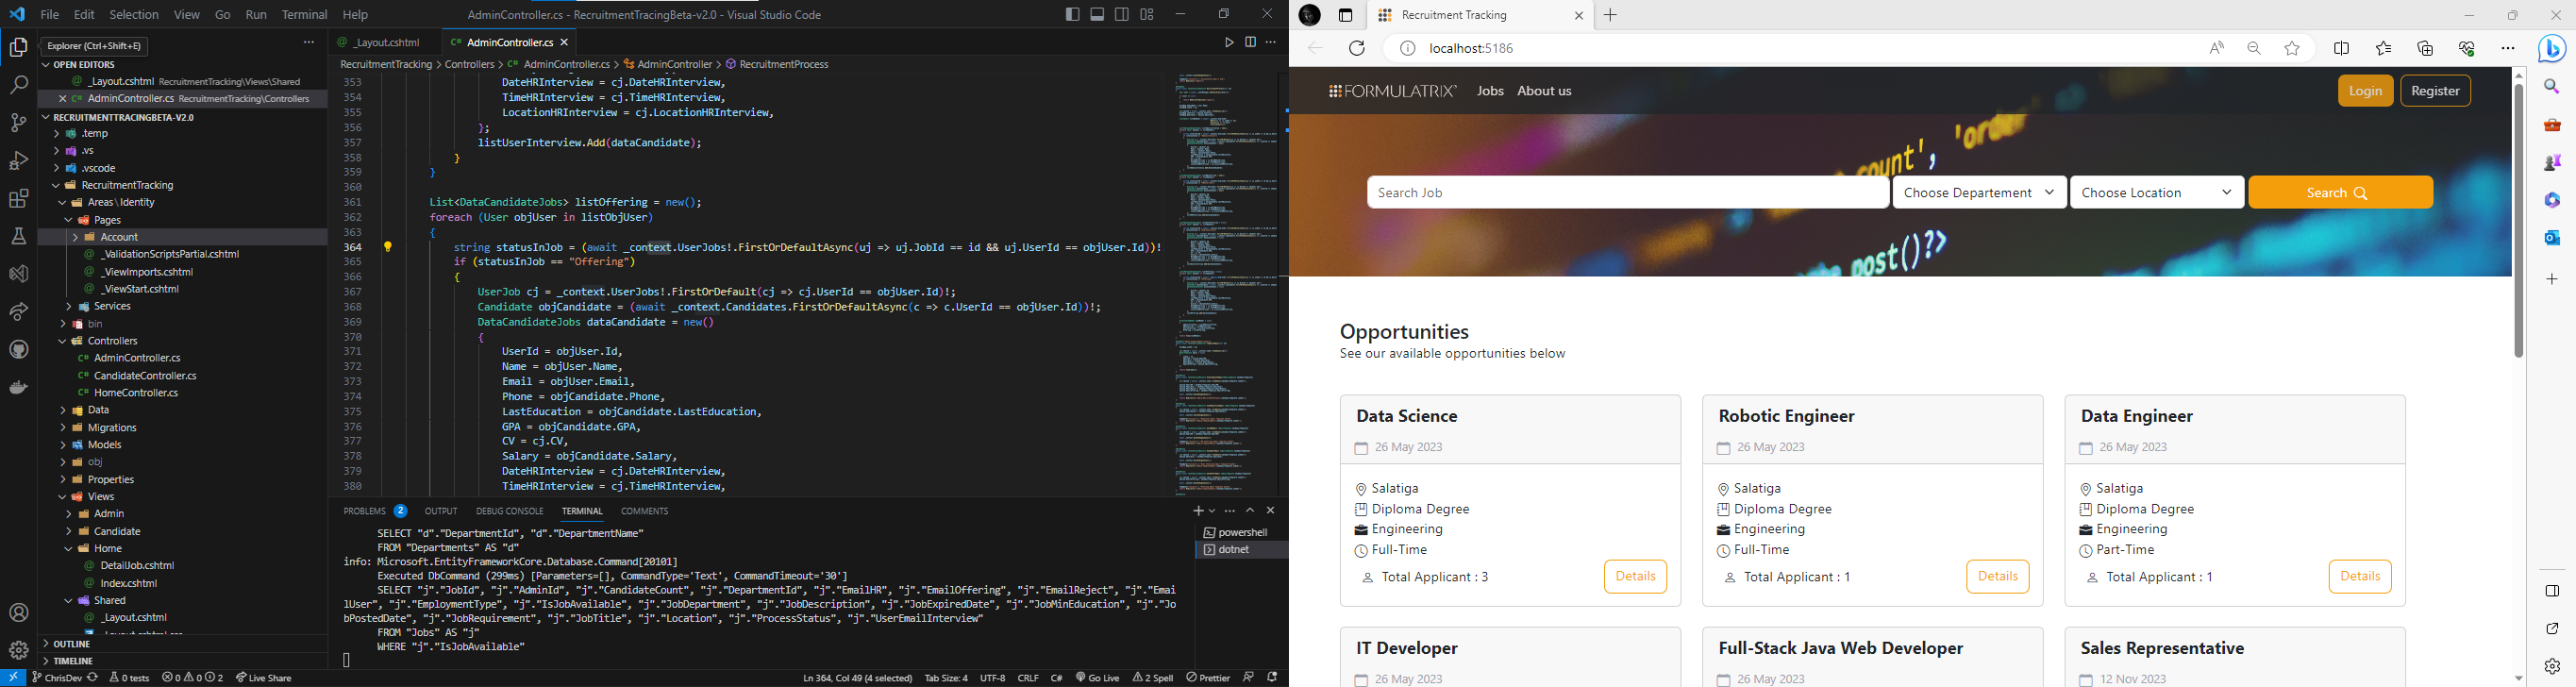 File Edit Selection View Go Run Terminal Help
AdminController.cs - RecruitmentTracingBeta-v2.0 - Visual Studio Code
Explorer (Ctrl+Shift+E)
OPEN EDITORS
_Layout.cshtml RecruitmentTracking\Views\Shared
AdminController.cs RecruitmentTracking\Controllers
RECRUITMENTTRACINGBETA-V2.0
.temp
.vs
.vscode
RecruitmentTracking
Areas\Identity
Pages
Account
_ValidationScriptsPartial.cshtml
_ViewImports.cshtml
_ViewStart.cshtml
Services
bin
Controllers
AdminController.cs
CandidateController.cs
HomeController.cs
Data
Migrations
Models
obj
Properties
Views
Admin
Candidate
Home
DetailJob.cshtml
Index.cshtml
Shared
_Layout.cshtml
_Layout.cshtml.css
OUTLINE
TIMELINE
_Layout.cshtml
AdminController.cs
RecruitmentTracking > Controllers > AdminController.cs > AdminController > RecruitmentProcess
353 DateHRInterview = cj.DateHRInterview,
354 TimeHRInterview = cj.TimeHRInterview,
355 LocationHRInterview = cj.LocationHRInterview,
356 };
357 listUserInterview.Add(dataCandidate);
358 }
359 }
360
361 List<DataCandidateJobs> listOffering = new();
362 foreach (User objUser in listObjUser)
363 {
364 string statusInJob = (await _context.UserJobs!.FirstOrDefaultAsync(uj => uj.JobId == id && uj.UserId == objUser.Id))!
365 if (statusInJob == "Offering")
366 {
367 UserJob cj = _context.UserJobs!.FirstOrDefault(cj => cj.UserId == objUser.Id)!;
368 Candidate objCandidate = (await _context.Candidates.FirstOrDefaultAsync(c => c.UserId == objUser.Id))!;
369 DataCandidateJobs dataCandidate = new()
370 {
371 UserId = objUser.Id,
372 Name = objUser.Name,
373 Email = objUser.Email,
374 Phone = objCandidate.Phone,
375 LastEducation = objCandidate.LastEducation,
376 GPA = objCandidate.GPA,
377 CV = cj.CV,
378 Salary = objCandidate.Salary,
379 DateHRInterview = cj.DateHRInterview,
380 TimeHRInterview = cj.TimeHRInterview,
PROBLEMS 2 OUTPUT DEBUG CONSOLE TERMINAL COMMENTS
powershell
dotnet
SELECT "d"."DepartmentId", "d"."DepartmentName"
FROM "Departments" AS "d"
info: Microsoft.EntityFrameworkCore.Database.Command[20101]
Executed DbCommand (299ms) [Parameters=[], CommandType='Text', CommandTimeout='30']
SELECT "j"."JobId", "j"."AdminId", "j"."CandidateCount", "j"."DepartmentId", "j"."EmailHR", "j"."EmailOffering", "j"."EmailReject", "j"."Emai
lUser", "j"."EmploymentType", "j"."IsJobAvailable", "j"."JobDepartment", "j"."JobDescription", "j"."JobExpiredDate", "j"."JobMinEducation", "j"."Jo
bPostedDate", "j"."JobRequirement", "j"."JobTitle", "j"."Location", "j"."ProcessStatus", "j"."UserEmailInterview"
FROM "Jobs" AS "j"
WHERE "j"."IsJobAvailable"
ChrisDev 0 tests 0 0 2 Live Share
Ln 364, Col 49 (4 selected) Tab Size: 4 UTF-8 CRLF C# Go Live 2 Spell Prettier
Recruitment Tracking
localhost:5186
FORMULATRIX Jobs About us Login Register
count', 'order
post()?>
Search Job Choose Departement Choose Location Search
Opportunities
See our available opportunities below
Data Science
26 May 2023
Salatiga
Diploma Degree
Engineering
Full-Time
Total Applicant : 3 Details
Robotic Engineer
26 May 2023
Salatiga
Diploma Degree
Engineering
Full-Time
Total Applicant : 1 Details
Data Engineer
26 May 2023
Salatiga
Diploma Degree
Engineering
Part-Time
Total Applicant : 1 Details
IT Developer
26 May 2023
Full-Stack Java Web Developer
26 May 2023
Sales Representative
12 Nov 2023